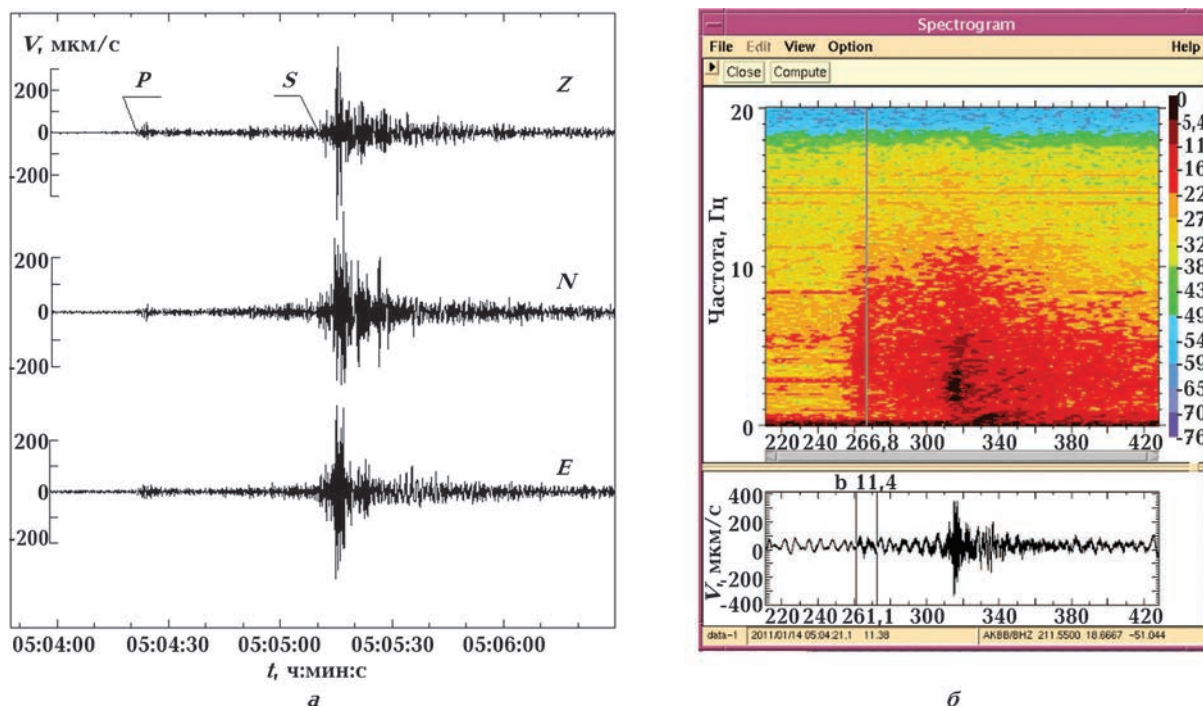 V, мкм/с
200
0
-200
P
S
Z
200
0
-200
N
200
0
-200
E
05:04:00 05:04:30 05:05:00 05:05:30 05:06:00
t, ч:мин:с
а
Spectrogram
File Edit View Option Help
Close Compute
Частота, Гц
20
10
0
0
-5,4
-11
-16
-22
-27
-32
-38
-43
-49
-54
-59
-65
-70
-76
220 240 266,8 300 340 380 420
b 11,4
V, мкм/с
400
200
0
-200
-400
220 240 261,1 300 340 380 420
data-1 2011/01/14 05:04:21,1 11.38 AKBB/BHZ 211.5500 18.6667 -51.044
б